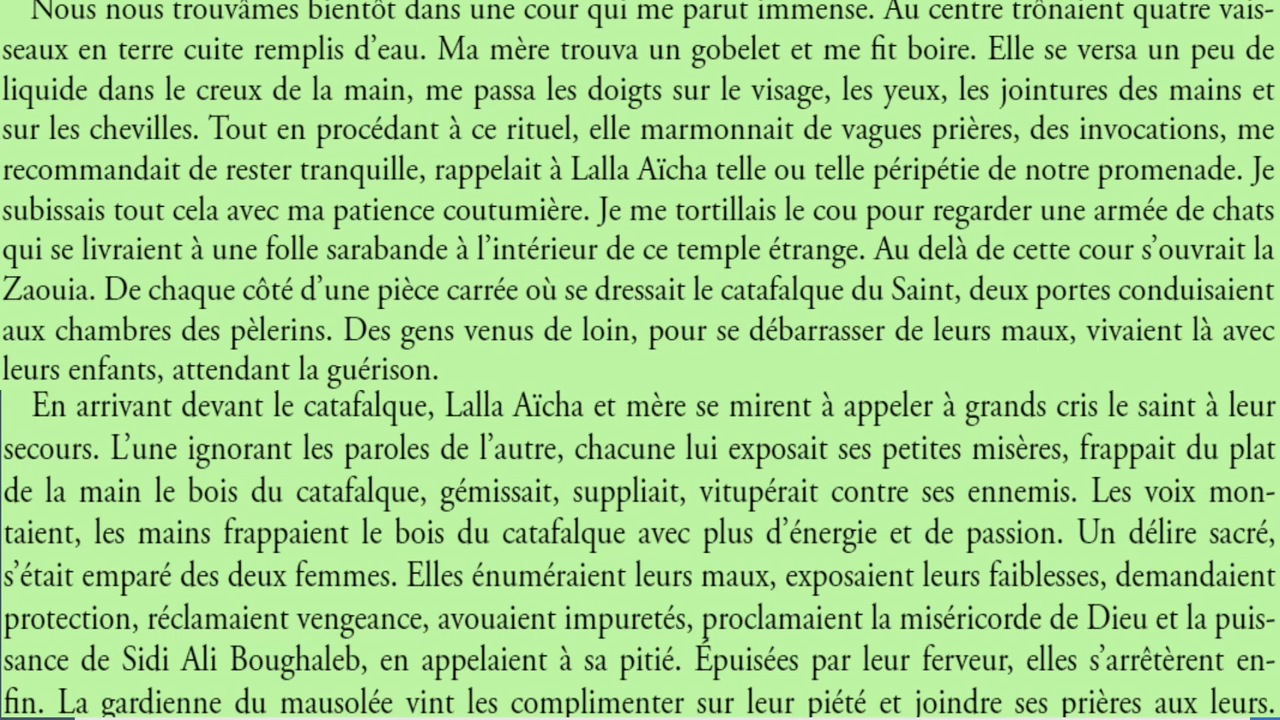 Nous nous trouvâmes bientôt dans une cour qui me parut immense. Au centre trônaient quatre vais-
seaux en terre cuite remplis d'eau. Ma mère trouva un gobelet et me fit boire. Elle se versa un peu de
liquide dans le creux de la main, me passa les doigts sur le visage, les yeux, les jointures des mains et
sur les chevilles. Tout en procédant à ce rituel, elle marmonnait de vagues prières, des invocations, me
recommandait de rester tranquille, rappelait à Lalla Aïcha telle ou telle péripétie de notre promenade. Je
subissais tout cela avec ma patience coutumière. Je me tortillais le cou pour regarder une armée de chats
qui se livraient à une folle sarabande à l'intérieur de ce temple étrange. Au delà de cette cour s'ouvrait la
Zaouia. De chaque côté d'une pièce carrée où se dressait le catafalque du Saint, deux portes conduisaient
aux chambres des pèlerins. Des gens venus de loin, pour se débarrasser de leurs maux, vivaient là avec
leurs enfants, attendant la guérison.
En arrivant devant le catafalque, Lalla Aïcha et mère se mirent à appeler à grands cris le saint à leur
secours. L'une ignorant les paroles de l'autre, chacune lui exposait ses petites misères, frappait du plat
de la main le bois du catafalque, gémissait, suppliait, vitupérait contre ses ennemis. Les voix mon-
taient, les mains frappaient le bois du catafalque avec plus d'énergie et de passion. Un délire sacré,
s'était emparé des deux femmes. Elles énuméraient leurs maux, exposaient leurs faiblesses, demandaient
protection, réclamaient vengeance, avouaient impuretés, proclamaient la miséricorde de Dieu et la puis-
sance de Sidi Ali Boughaleb, en appelaient à sa pitié. Épuisées par leur ferveur, elles s'arrêtèrent en-
fin. La gardienne du mausolée vint les complimenter sur leur piété et joindre ses prières aux leurs.